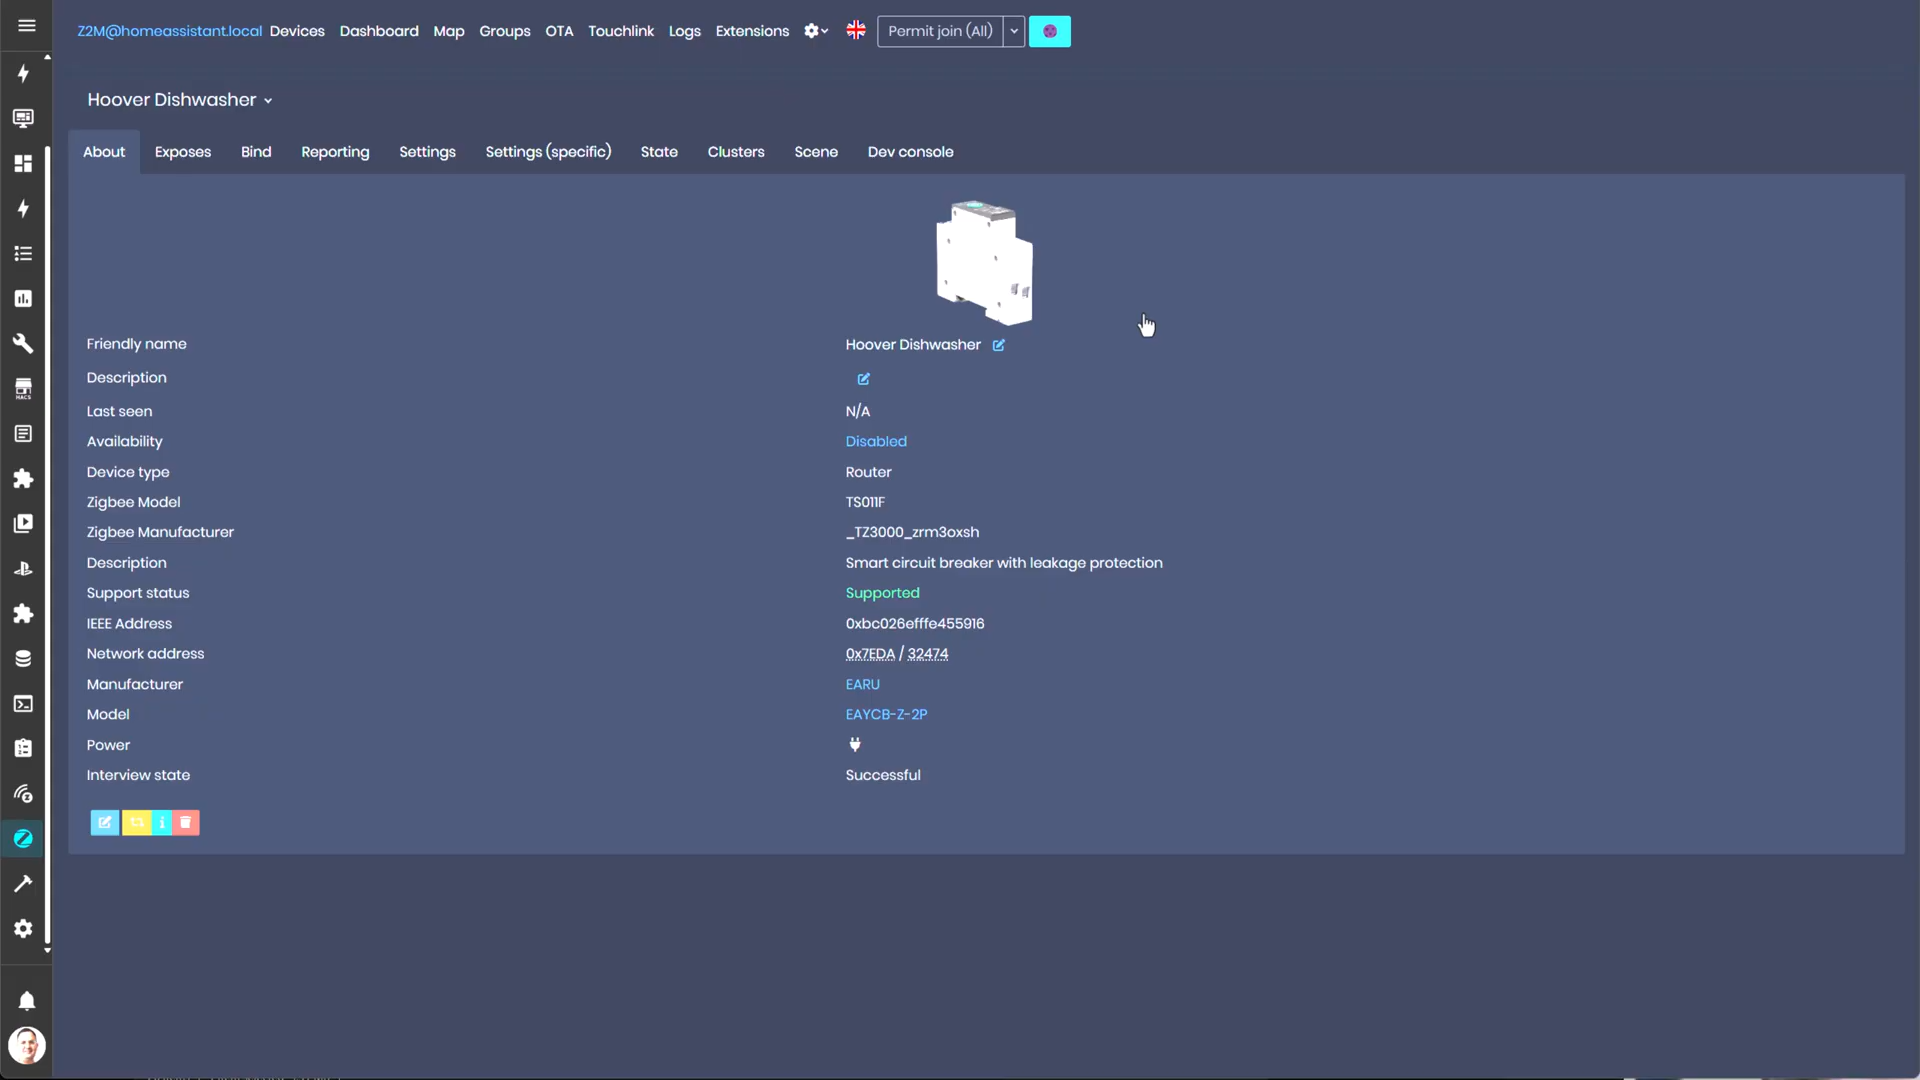 Z2M@homeassistant.local Devices Dashboard Map Groups OTA Touchlink Logs Extensions Permit join (All)
Hoover Dishwasher
About Exposes Bind Reporting Settings Settings (specific) State Clusters Scene Dev console
Friendly name Hoover Dishwasher
Description
Last seen N/A
Availability Disabled
Device type Router
Zigbee Model TS011F
Zigbee Manufacturer _TZ3000_zrm3oxsh
Description Smart circuit breaker with leakage protection
Support status Supported
IEEE Address 0xbc026efffe455916
Network address 0x7EDA / 32474
Manufacturer EARU
Model EAYCB-Z-2P
Power
Interview state Successful
HACS